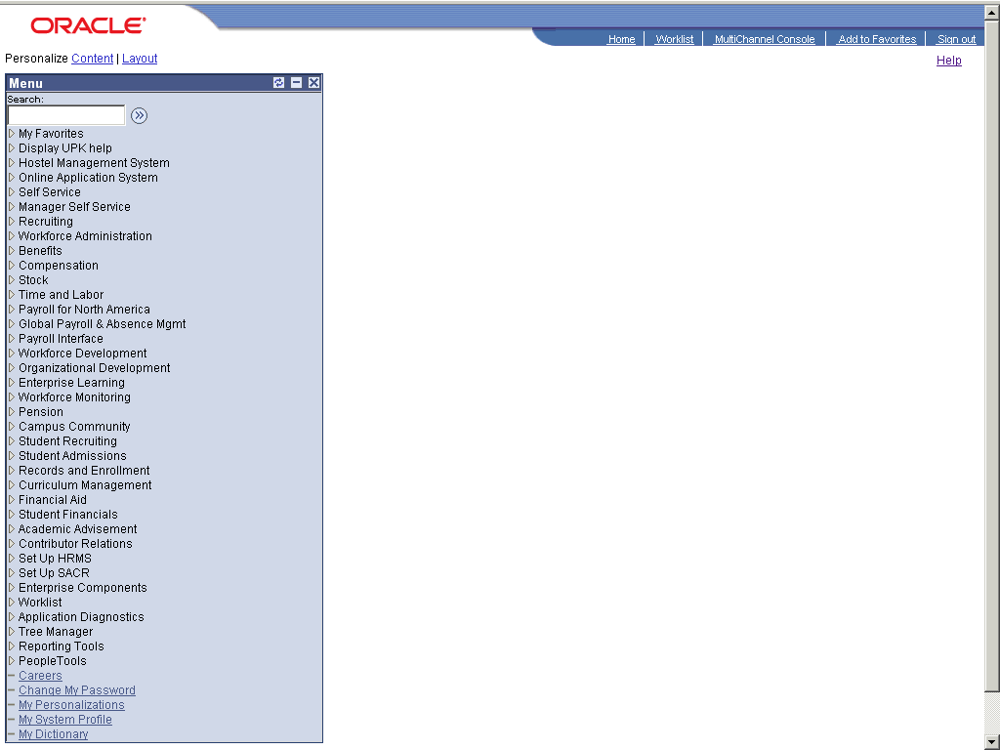 ORACLE
Home Worklist MultiChannel Console Add to Favorites Sign out
Personalize Content | Layout Help
Menu
Search:
My Favorites
Display UPK help
Hostel Management System
Online Application System
Self Service
Manager Self Service
Recruiting
Workforce Administration
Benefits
Compensation
Stock
Time and Labor
Payroll for North America
Global Payroll & Absence Mgmt
Payroll Interface
Workforce Development
Organizational Development
Enterprise Learning
Workforce Monitoring
Pension
Campus Community
Student Recruiting
Student Admissions
Records and Enrollment
Curriculum Management
Financial Aid
Student Financials
Academic Advisement
Contributor Relations
Set Up HRMS
Set Up SACR
Enterprise Components
Worklist
Application Diagnostics
Tree Manager
Reporting Tools
PeopleTools
Careers
Change My Password
My Personalizations
My System Profile
My Dictionary